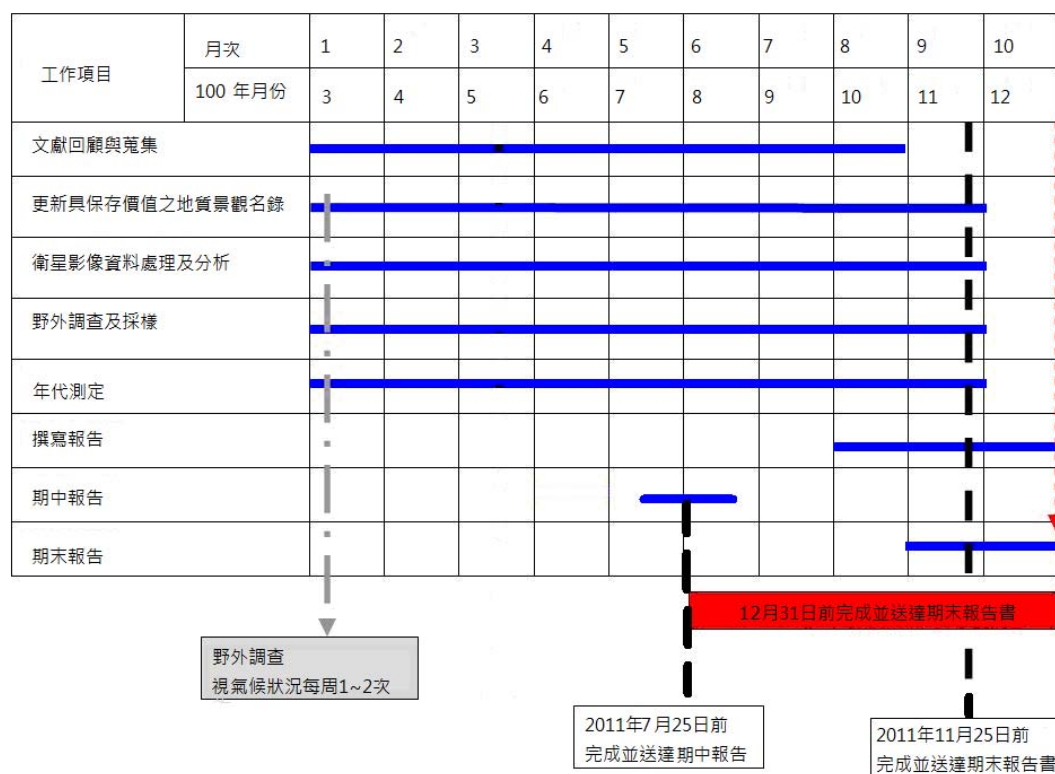 工作項目
月次 1 2 3 4 5 6 7 8 9 10
100 年月份 3 4 5 6 7 8 9 10 11 12
文獻回顧與蒐集
更新具保存價值之地質景觀名錄
衛星影像資料處理及分析
野外調查及採樣
年代測定
撰寫報告
期中報告
期末報告
12月31日前完成並送達期末報告書
野外調查
視氣候狀況每周1~2次
2011年7月25日前
完成並送達期中報告
2011年11月25日前
完成並送達期末報告書